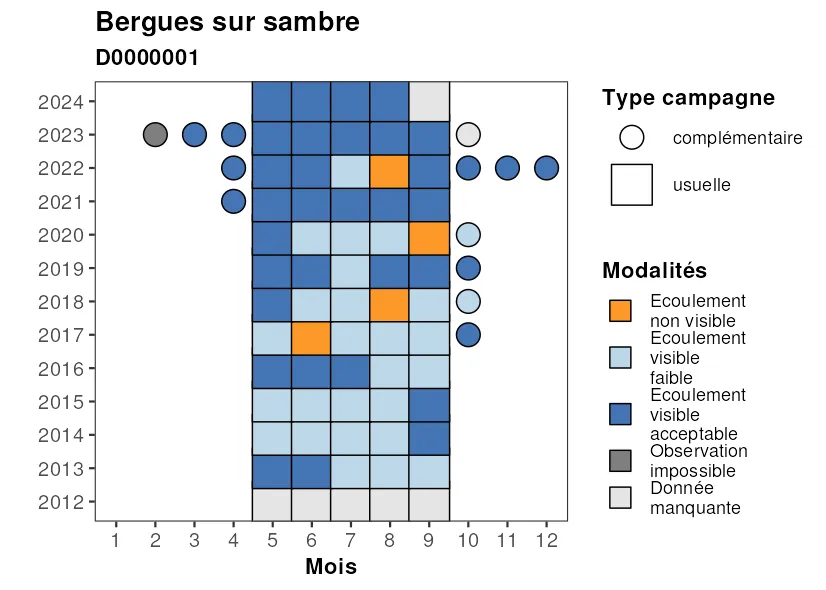 Bergues sur sambre
D0000001
2024
2023
2022
2021
2020
2019
2018
2017
2016
2015
2014
2013
2012
1 2 3 4 5 6 7 8 9 10 11 12
Mois
Type campagne
complémentaire
usuelle
Modalités
Ecoulement
non visible
Ecoulement
visible
faible
Ecoulement
visible
acceptable
Observation
impossible
Donnée
manquante